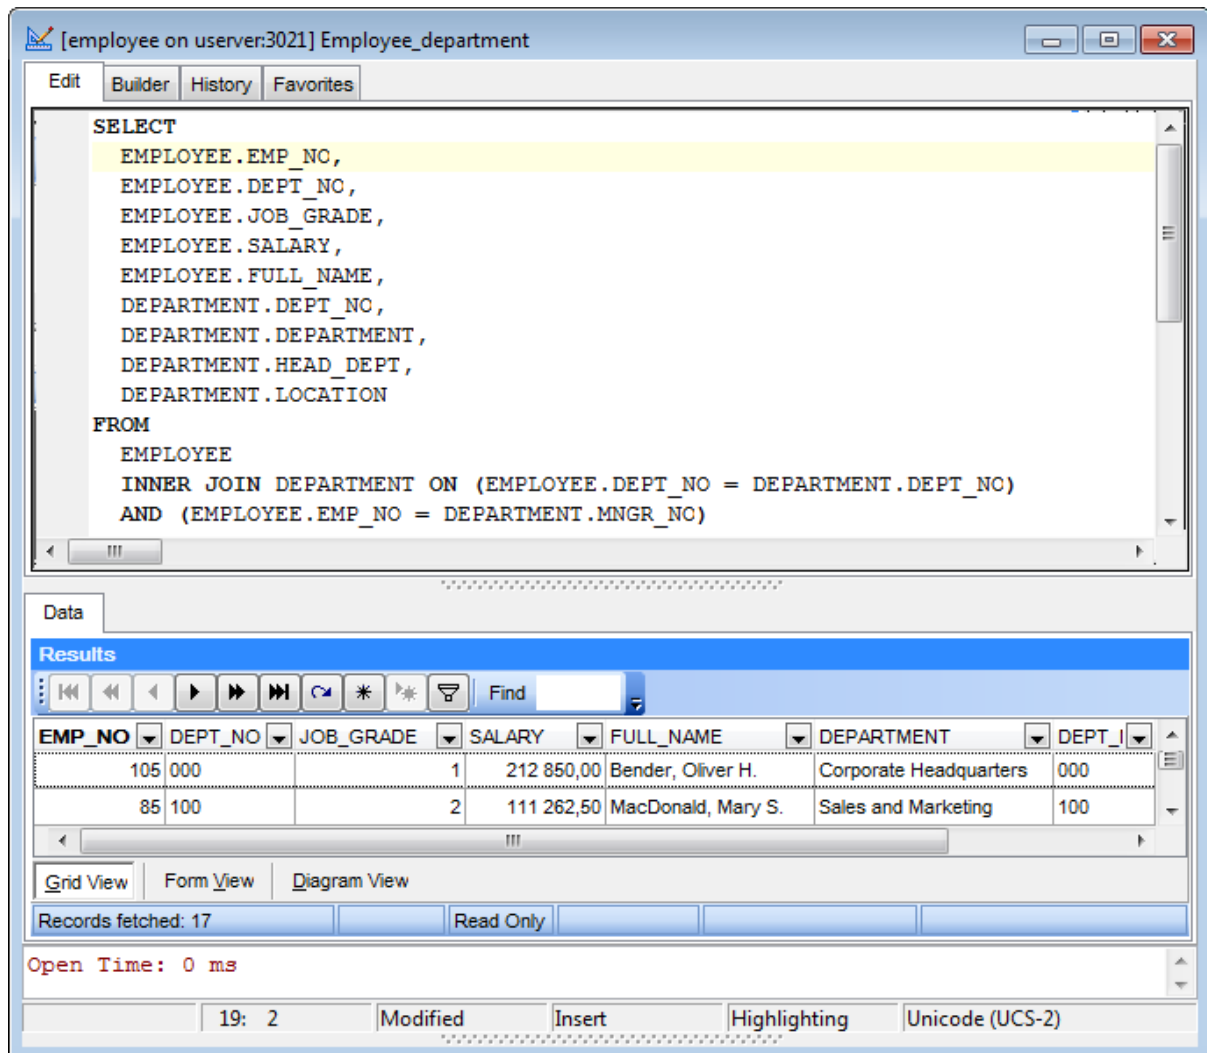 [employee on userver:3021] Employee_department
Edit Builder History Favorites
SELECT
EMPLOYEE.EMP_NO,
EMPLOYEE.DEPT_NO,
EMPLOYEE.JOB_GRADE,
EMPLOYEE.SALARY,
EMPLOYEE.FULL_NAME,
DEPARTMENT.DEPT_NO,
DEPARTMENT.DEPARTMENT,
DEPARTMENT.HEAD_DEPT,
DEPARTMENT.LOCATION
FROM
EMPLOYEE
INNER JOIN DEPARTMENT ON (EMPLOYEE.DEPT_NO = DEPARTMENT.DEPT_NO)
AND (EMPLOYEE.EMP_NO = DEPARTMENT.MNGR_NO)
Data
Results
Find
EMP_NO DEPT_NO JOB_GRADE SALARY FULL_NAME DEPARTMENT DEPT_
105 000 1 212 850,00 Bender, Oliver H. Corporate Headquarters 000
85 100 2 111 262,50 MacDonald, Mary S. Sales and Marketing 100
Grid View Form View Diagram View
Records fetched: 17 Read Only
Open Time: 0 ms
19: 2 Modified Insert Highlighting Unicode (UCS-2)